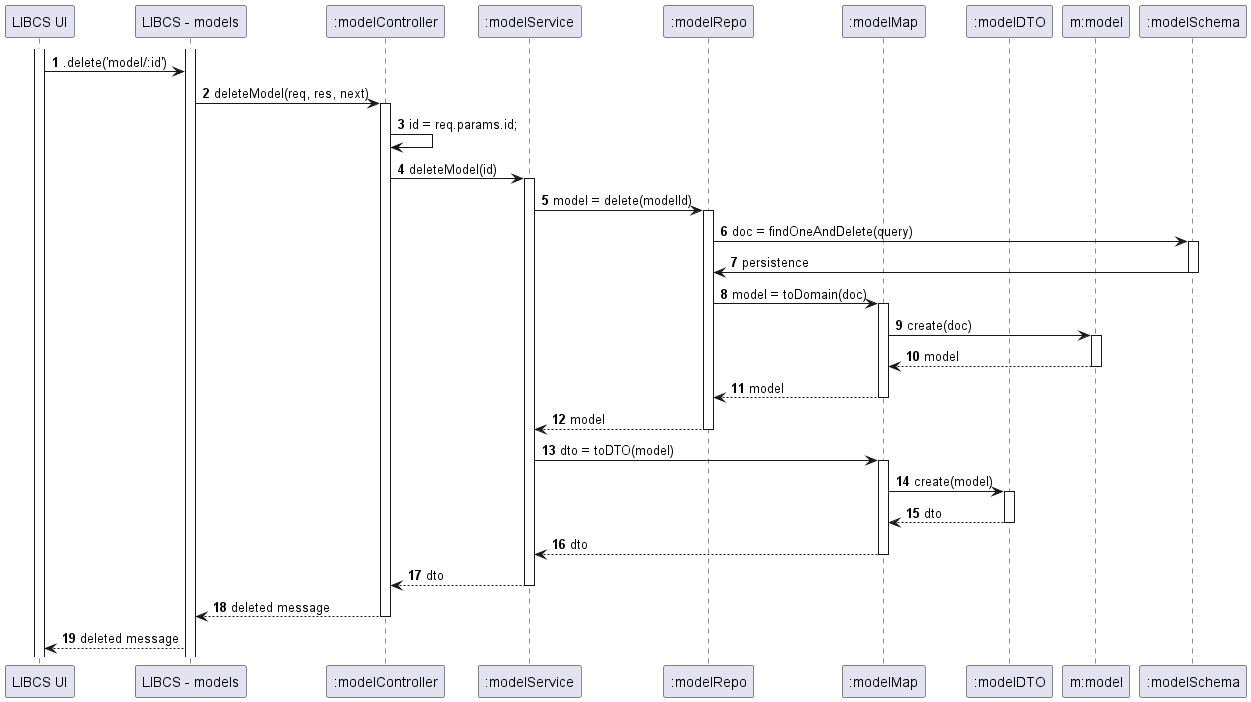 LIBCS UI
LIBCS - models
:modelController
:modelService
:modelRepo
:modelMap
:modelDTO
m:model
:modelSchema
1 .delete('model/:id')
2 deleteModel(req, res, next)
3 id = req.params.id;
4 deleteModel(id)
5 model = delete(modelId)
6 doc = findOneAndDelete(query)
7 persistence
8 model = toDomain(doc)
9 create(doc)
10 model
11 model
12 model
13 dto = toDTO(model)
14 create(model)
15 dto
16 dto
17 dto
18 deleted message
19 deleted message
LIBCS UI
LIBCS - models
:modelController
:modelService
:modelRepo
:modelMap
:modelDTO
m:model
:modelSchema